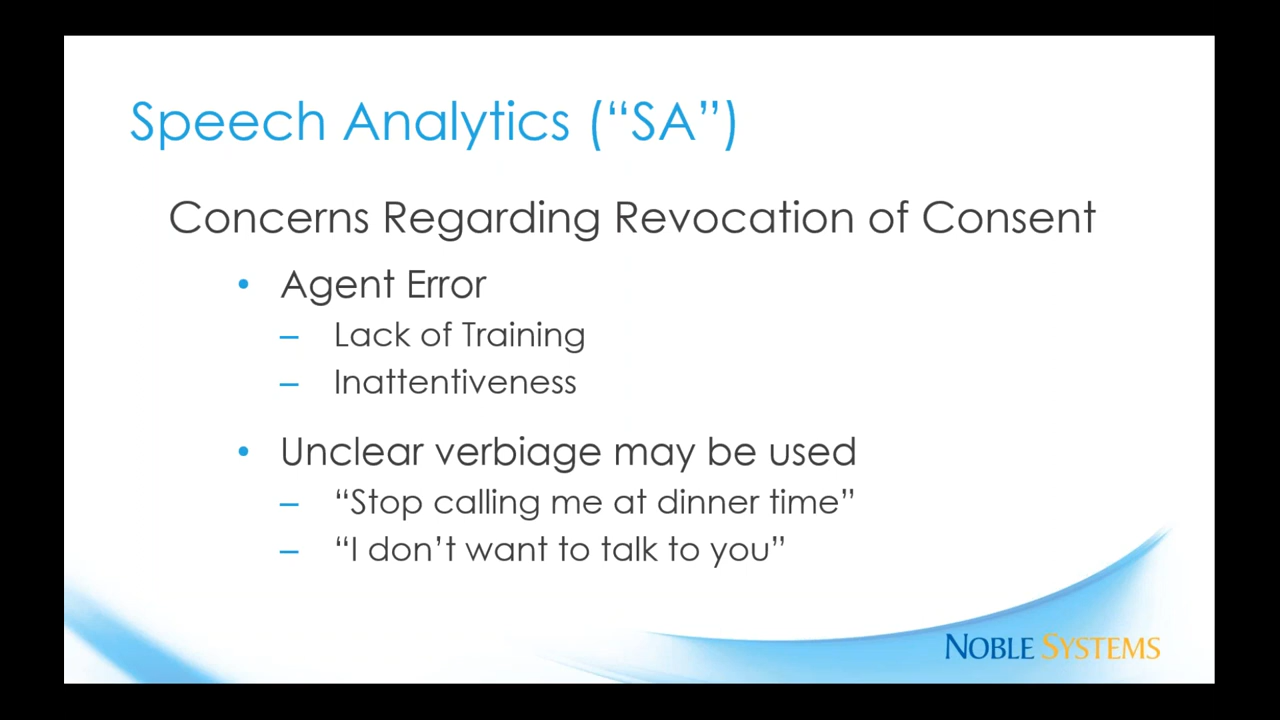 Speech Analytics (“SA”)
Concerns Regarding Revocation of Consent
• Agent Error
– Lack of Training
– Inattentiveness
• Unclear verbiage may be used
– “Stop calling me at dinner time”
– “I don’t want to talk to you”
NOBLE SYSTEMS